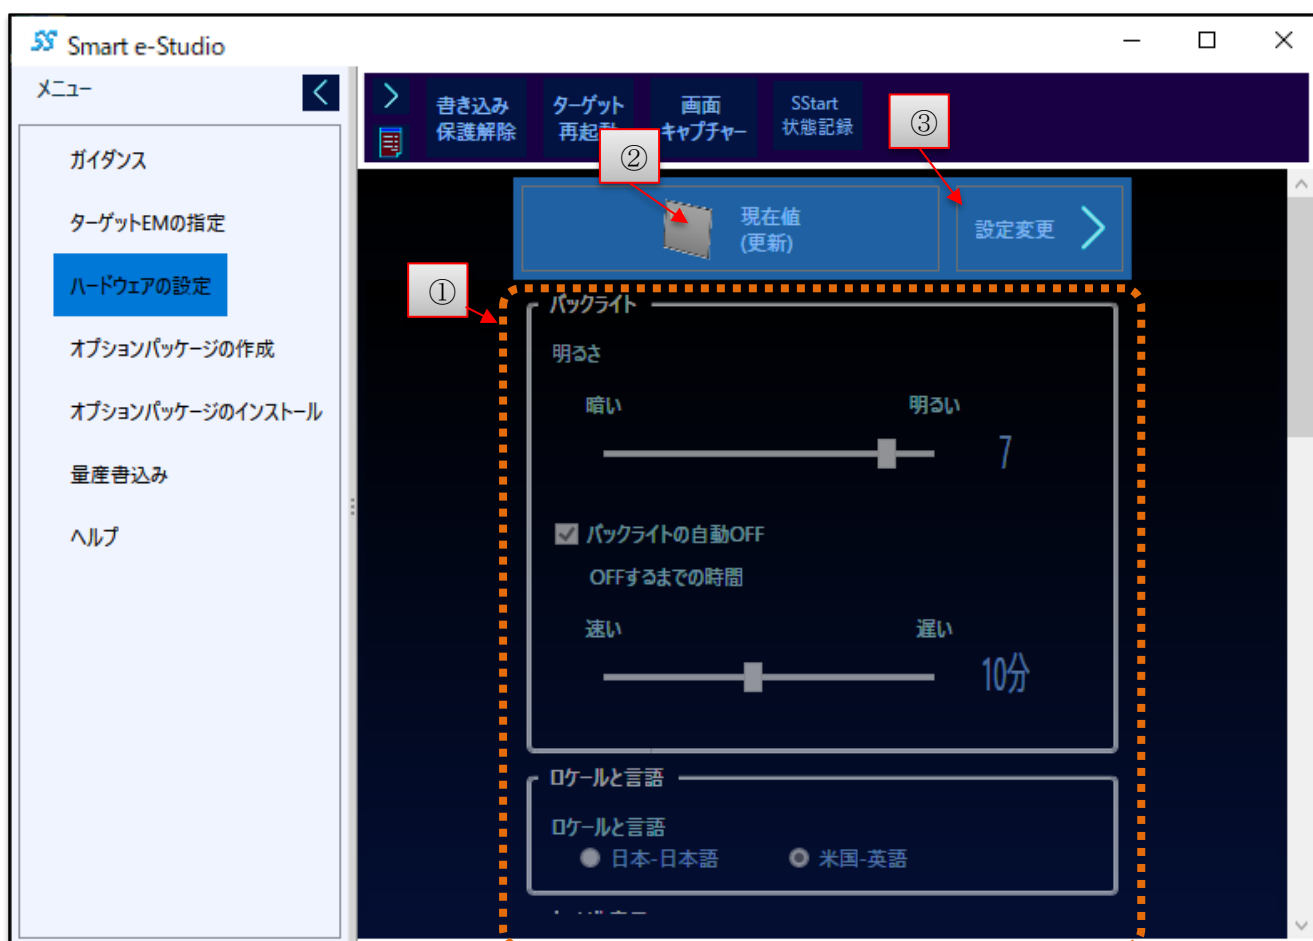 SS Smart e-Studio
メニュー
ガイダンス
ターゲットEMの指定
ハードウェアの設定
オプションパッケージの作成
オプションパッケージのインストール
量産書込み
ヘルプ
書き込み
保護解除
ターゲット
画面
キャプチャー
SStart
状態記録
③
②
①
現在値
(更新)
設定変更
バックライト
明るさ
暗い 明るい
7
バックライトの自動OFF
OFFするまでの時間
速い 遅い
10分
ロケールと言語
ロケールと言語
日本-日本語 米国-英語